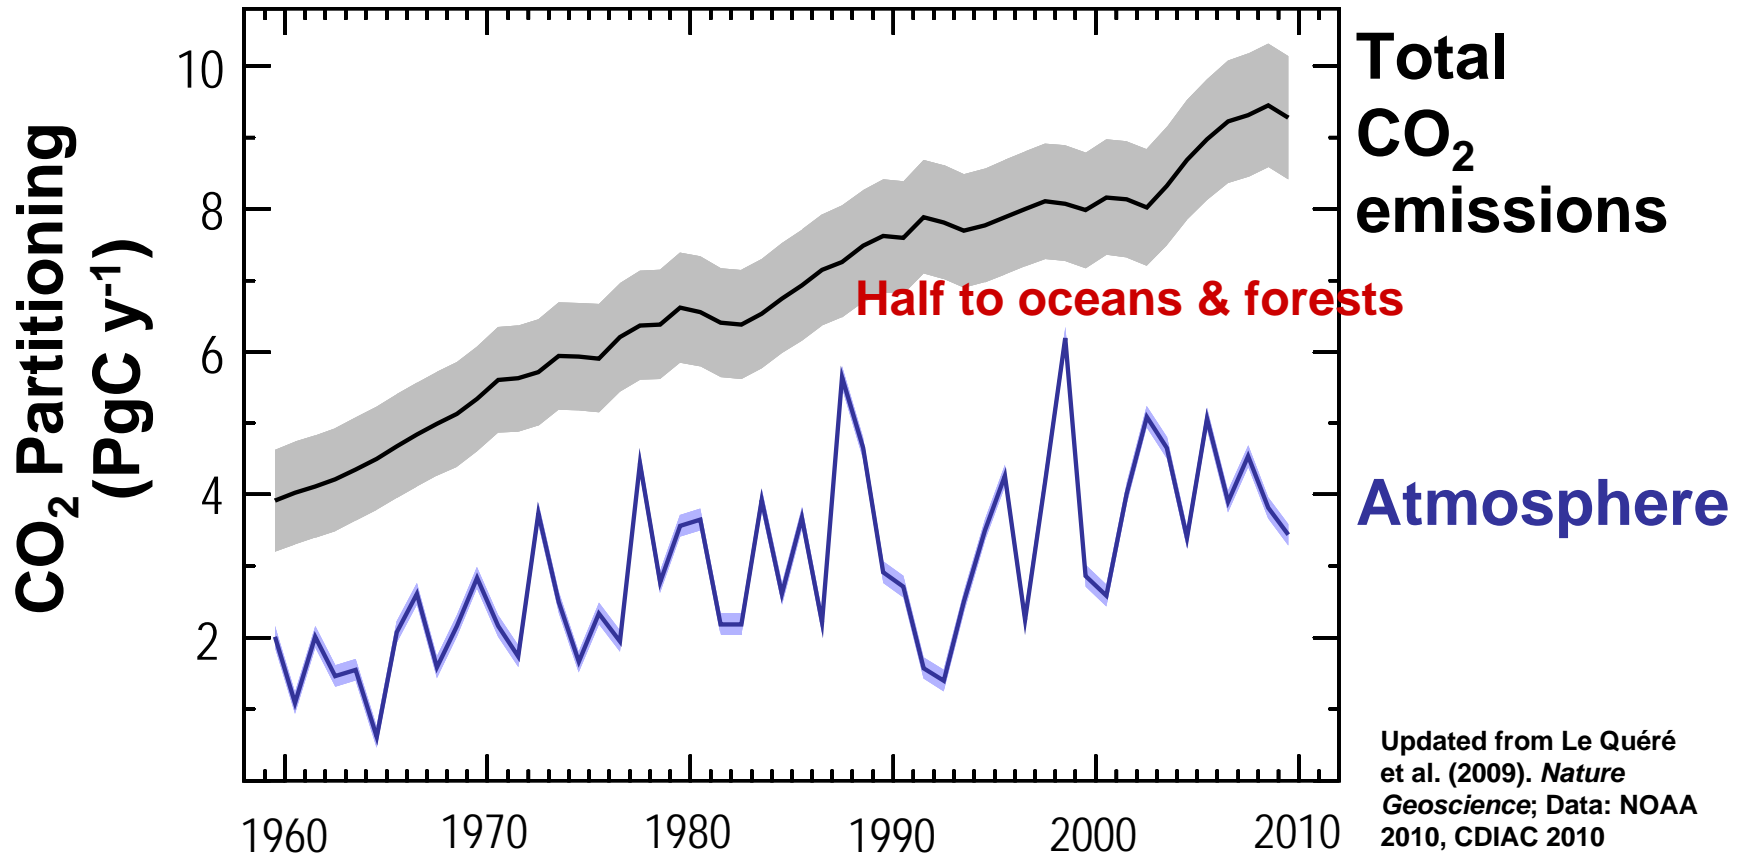 CO2 Partitioning
(PgC y-1)
10
8
6
4
2
1960
1970
1980
1990
2000
2010
Total
CO2
emissions
Half to oceans & forests
Atmosphere
Updated from Le Quéré
et al. (2009). Nature
Geoscience; Data: NOAA
2010, CDIAC 2010